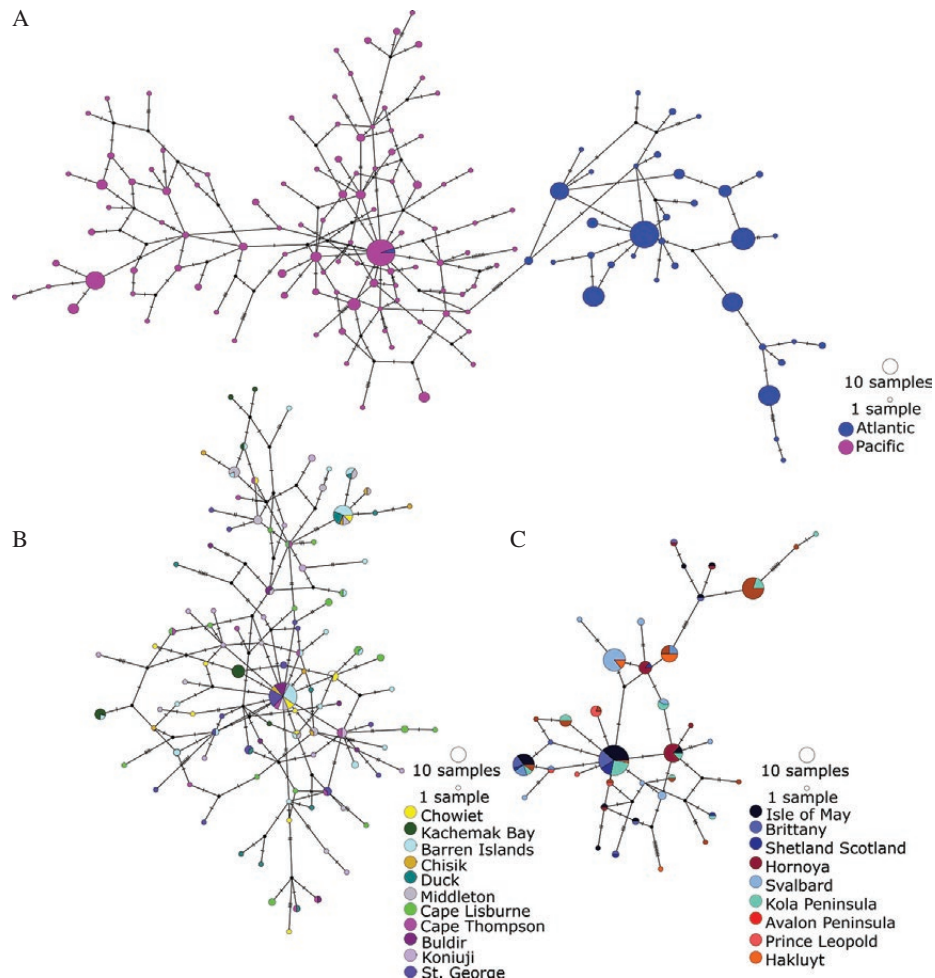 A
10 samples
1 sample
Atlantic
Pacific
B
10 samples
1 sample
Chowiet
Kachemak Bay
Barren Islands
Chisik
Duck
Middleton
Cape Lisburne
Cape Thompson
Buldir
Koniuji
St. George
C
10 samples
1 sample
Isle of May
Brittany
Shetland Scotland
Hornoya
Svalbard
Kola Peninsula
Avalon Peninsula
Prince Leopold
Hakluyt